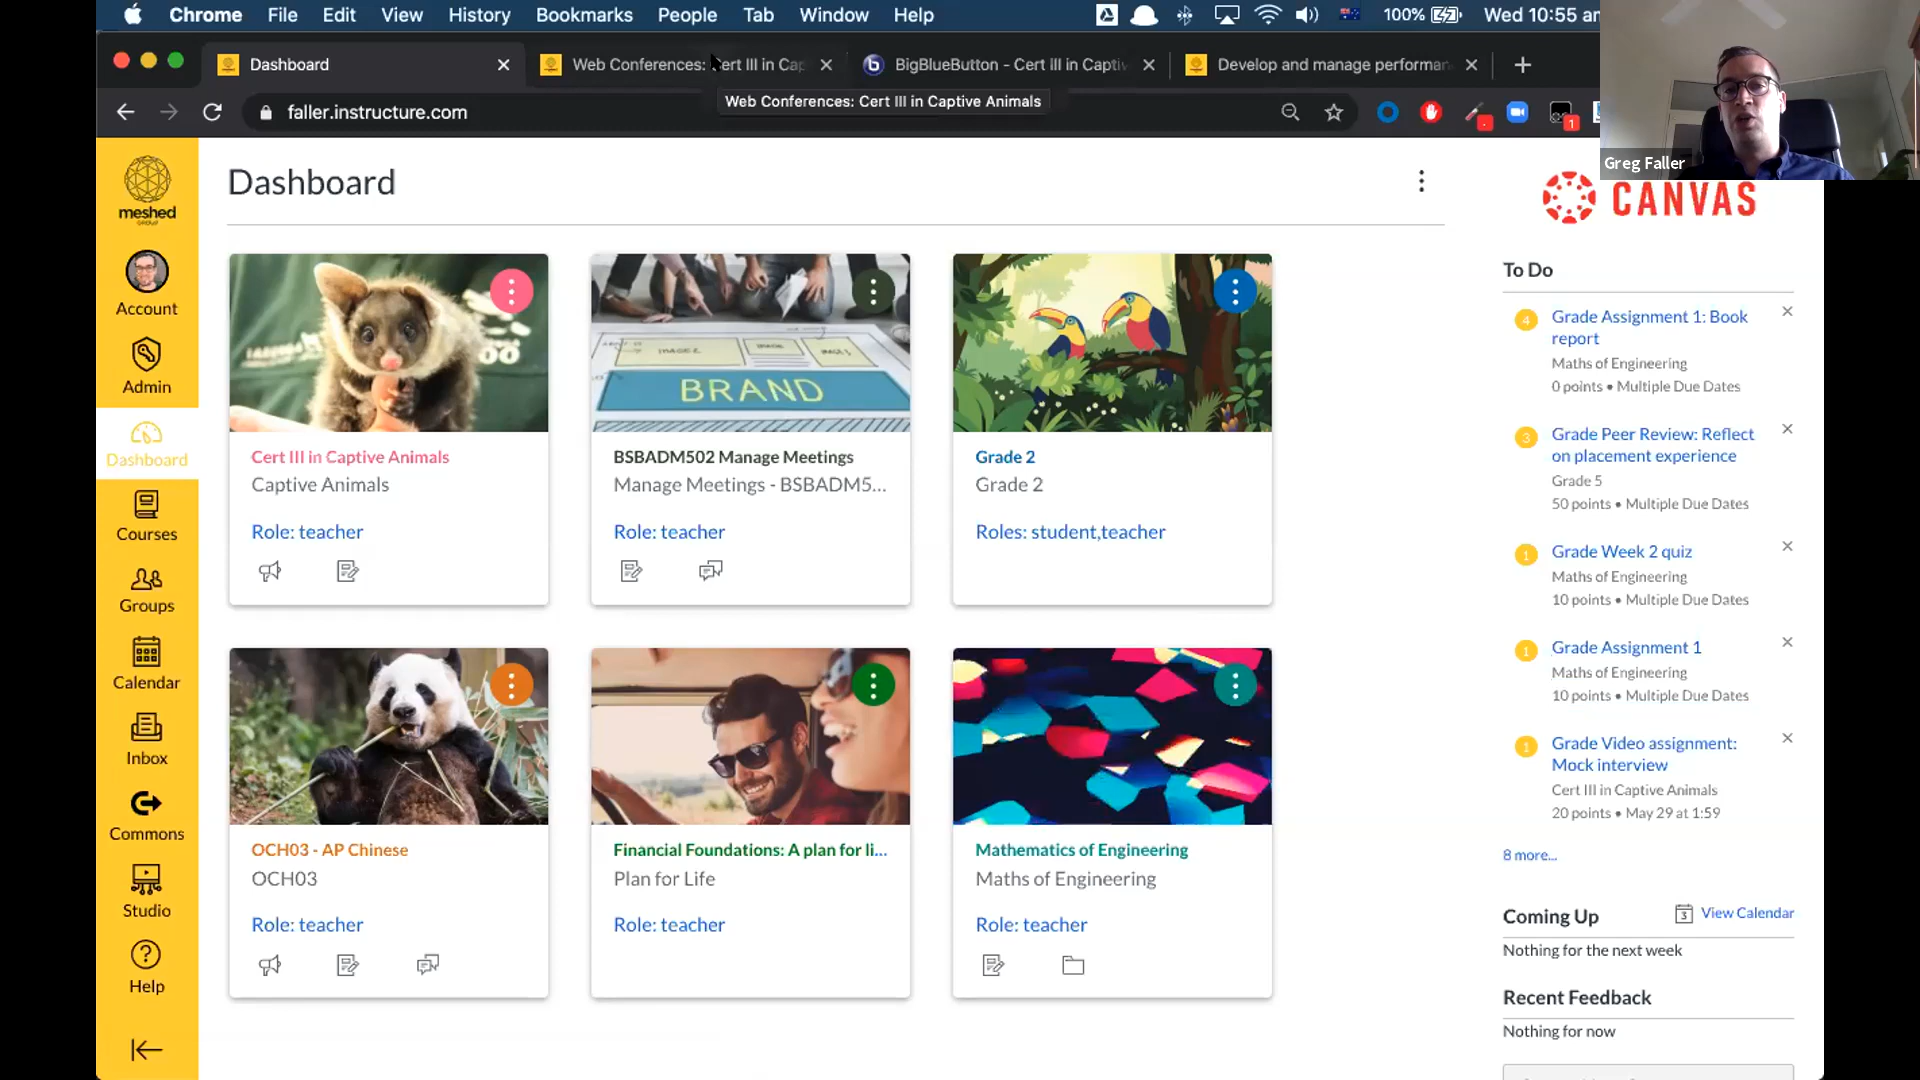 Chrome File Edit View History Bookmarks People Tab Window Help
100% Wed 10:55 am
Dashboard
Web Conferences: Cert III in Cap
BigBlueButton - Cert III in Captiv
Develop and manage performan
Web Conferences: Cert III in Captive Animals
faller.instructure.com
1
Greg Faller
meshed
GROUP
Account
Admin
Dashboard
Courses
Groups
Calendar
Inbox
Commons
Studio
Help
Dashboard
Cert III in Captive Animals
Captive Animals
Role: teacher
BRAND
BSBADM502 Manage Meetings
Manage Meetings - BSBADM5...
Role: teacher
Grade 2
Grade 2
Roles: student,teacher
OCH03 - AP Chinese
OCH03
Role: teacher
Financial Foundations: A plan for li...
Plan for Life
Role: teacher
Mathematics of Engineering
Maths of Engineering
Role: teacher
CANVAS
To Do
4
Grade Assignment 1: Book
report
Maths of Engineering
0 points • Multiple Due Dates
3
Grade Peer Review: Reflect
on placement experience
Grade 5
50 points • Multiple Due Dates
1
Grade Week 2 quiz
Maths of Engineering
10 points • Multiple Due Dates
1
Grade Assignment 1
Maths of Engineering
10 points • Multiple Due Dates
1
Grade Video assignment:
Mock interview
Cert III in Captive Animals
20 points • May 29 at 1:59
8 more...
Coming Up
3 View Calendar
Nothing for the next week
Recent Feedback
Nothing for now